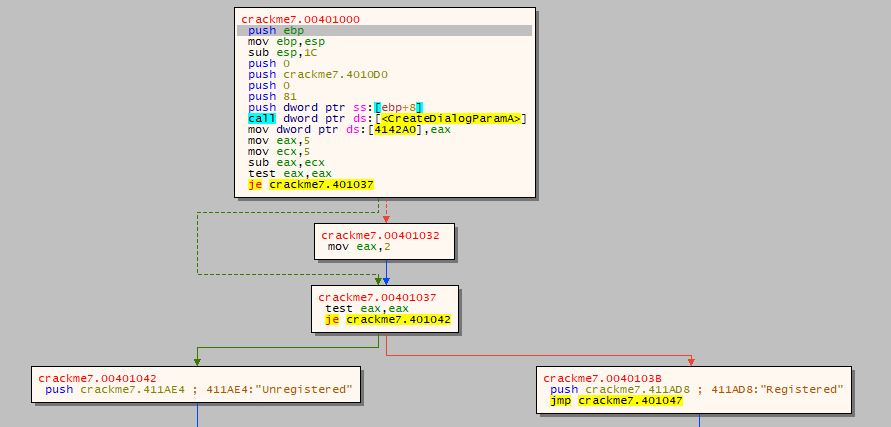 crackme7.00401000
push ebp
mov ebp,esp
sub esp,1C
push 0
push crackme7.4010D0
push 0
push 81
push dword ptr ss:[ebp+8]
call dword ptr ds:[<CreateDialogParamA>]
mov dword ptr ds:[4142A0],eax
mov eax,5
mov ecx,5
sub eax,ecx
test eax,eax
je crackme7.401037
crackme7.00401032
mov eax,2
crackme7.00401037
test eax,eax
je crackme7.401042
crackme7.00401042
push crackme7.411AE4 ; 411AE4:"Unregistered"
crackme7.0040103B
push crackme7.411AD8 ; 411AD8:"Registered"
jmp crackme7.401047